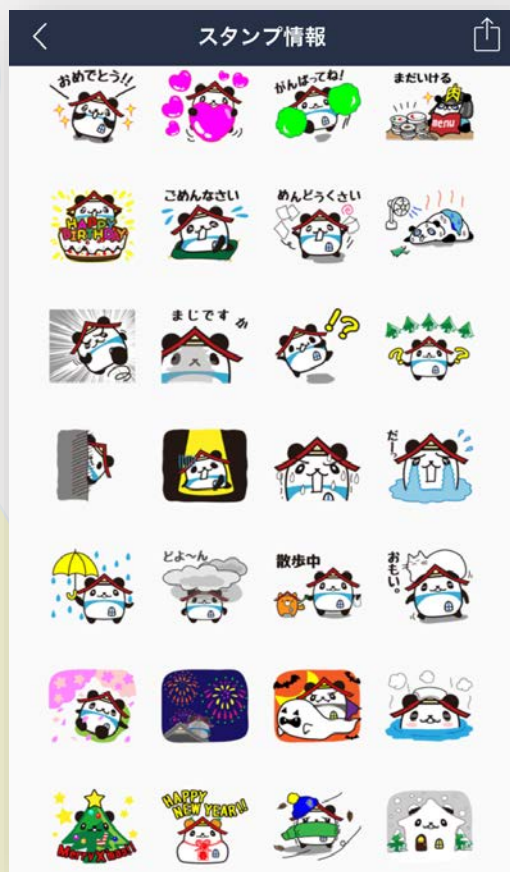 スタンプ情報
おめでとう!!
がんばってね!
まだいける
肉
menu
HAPPY
BIRTHDAY
ごめんなさい
めんどうくさい
まじですか
!?
? ?
だーっ
どよ〜ん
散歩中
おもい。
Merry X'mas!
HAPPY
NEW YEAR!!